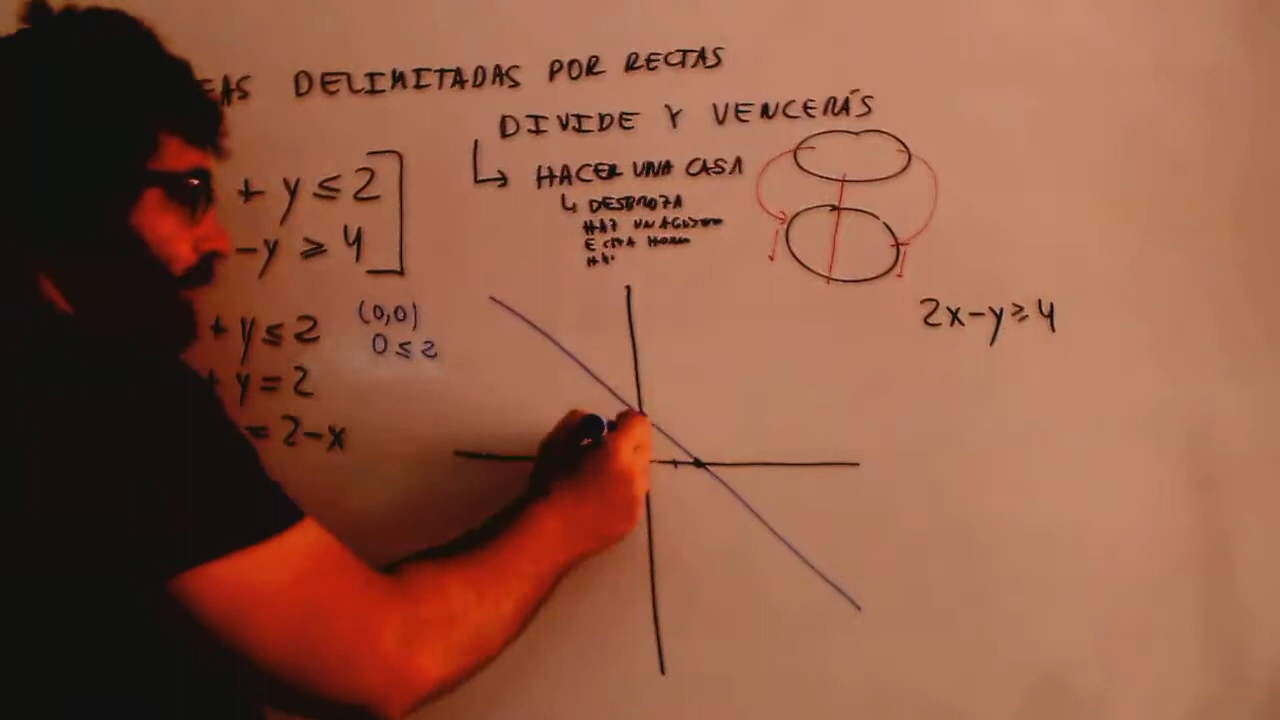 EAS DELIMITADAS POR RECTAS
DIVIDE Y VENCERÁS
HACER UNA CASA
DESBROZA
+ y ≤ 2
-y ≥ 4
+ y ≤ 2
(0,0)
0 ≤ 2
+ y = 2
= 2-x
2x-y≥4